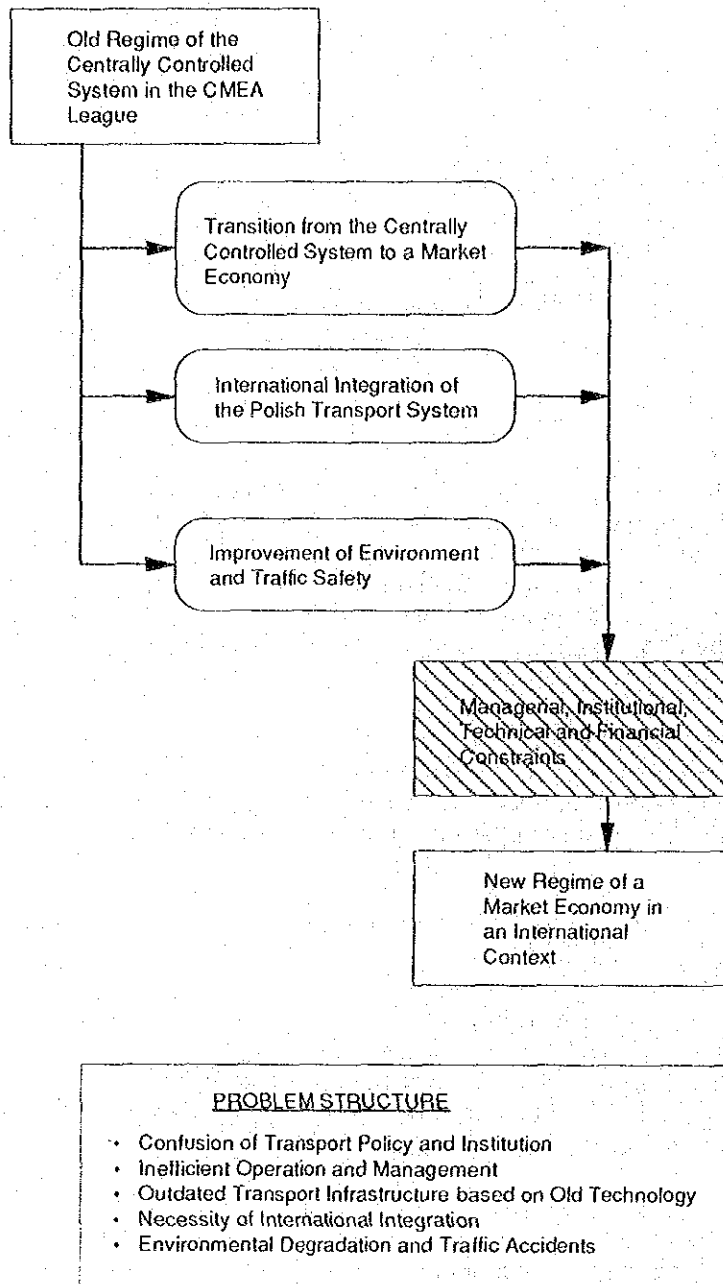 Old Regime of the
Centrally Controlled
System in the CMEA
League
Transition from the Centrally
Controlled System to a Market
Economy
International Integration of
the Polish Transport System
Improvement of Environment
and Traffic Safety
Managerial, Institutional,
Technical and Financial
Constraints
New Regime of a
Market Economy in
an International
Context
PROBLEM STRUCTURE
• Confusion of Transport Policy and Institution
• Inefficient Operation and Management
• Outdated Transport Infrastructure based on Old Technology
• Necessity of International Integration
• Environmental Degradation and Traffic Accidents